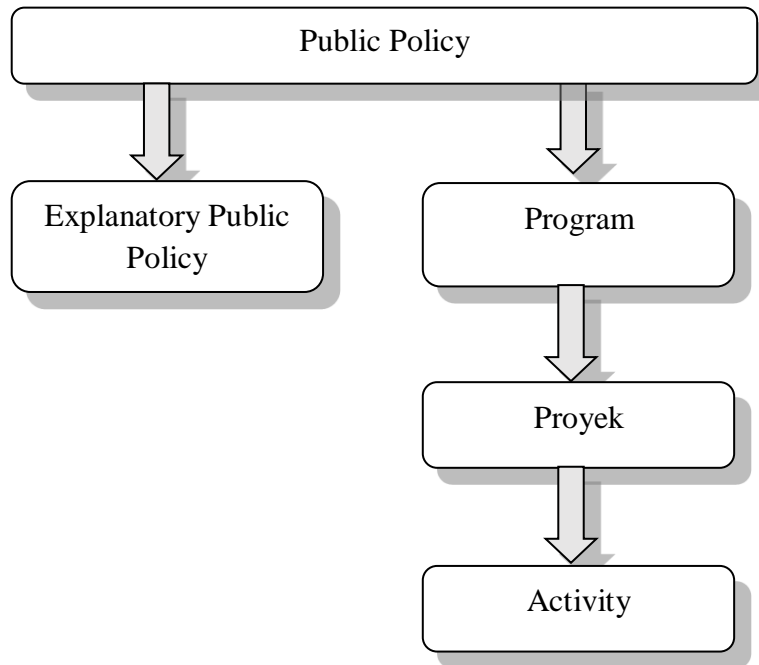 Public Policy
Explanatory Public
Policy
Program
Proyek
Activity